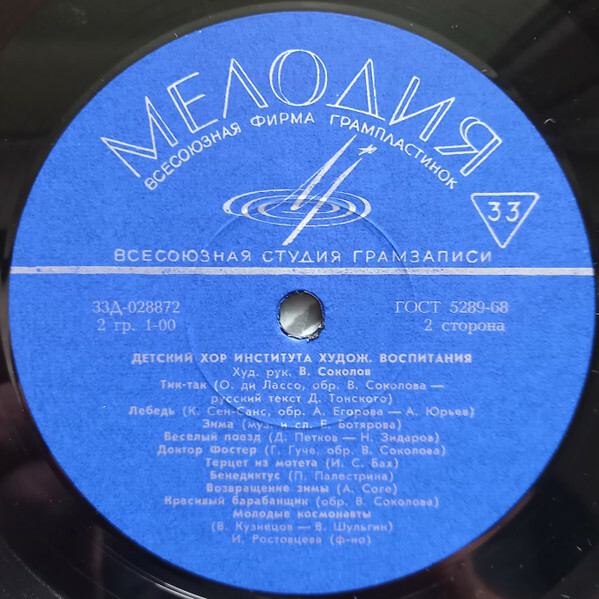 МЕЛОДИЯ
ВСЕСОЮЗНАЯ ФИРМА ГРАМПЛАСТИНОК
33
ВСЕСОЮЗНАЯ СТУДИЯ ГРАМЗАПИСИ
33Д-028872 ГОСТ 5289-68
2 гр. 1-00 2 сторона
ДЕТСКИЙ ХОР ИНСТИТУТА ХУДОЖ. ВОСПИТАНИЯ
Худ. рук. В. Соколов
Тик-так (О. ди Лассо, обр. В. Соколова —
русский текст Д. Тонского)
Лебедь (К. Сен-Санс, обр. А. Егорова — А. Юрьев)
Зима (муз. и сл. Е. Ботярова)
Веселый поезд (Д. Петков — Н. Зидаров)
Доктор Фостер (Г. Гуче, обр. В. Соколова)
Терцет из мотета (И. С. Бах)
Бенедиктус (П. Палестрина)
Возвращение зимы (А. Соге)
Красивый барабанщик (обр. В. Соколова)
Молодые космонавты
(В. Кузнецов — В. Шульгин)
И. Ростовцева (ф-но)